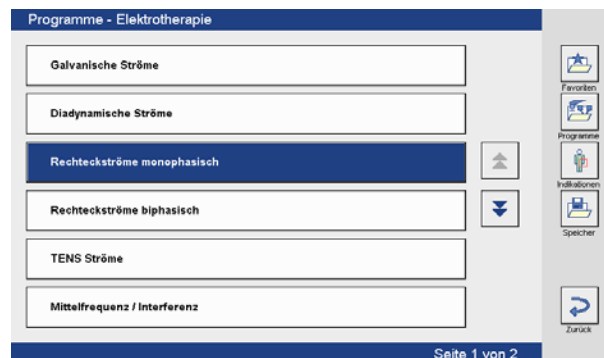 Programme - Elektrotherapie
Galvanische Ströme
Diadynamische Ströme
Rechteckströme monophasisch
Rechteckströme biphasisch
TENS Ströme
Mittelfrequenz / Interferenz
Seite 1 von 2
Favoriten
Programme
Indikationen
Speicher
Zurück